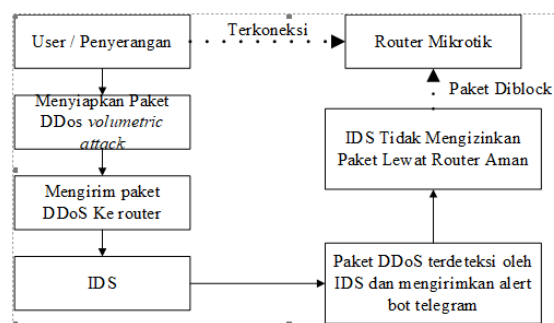 User / Penyerangan
Terkoneksi
Router Mikrotik
Menyiapkan Paket
DDos volumetric
attack
Mengirim paket
DDoS Ke router
IDS
Paket DDoS terdeteksi oleh
IDS dan mengirimkan alert
bot telegram
IDS Tidak Mengizinkan
Paket Lewat Router Aman
Paket Diblock